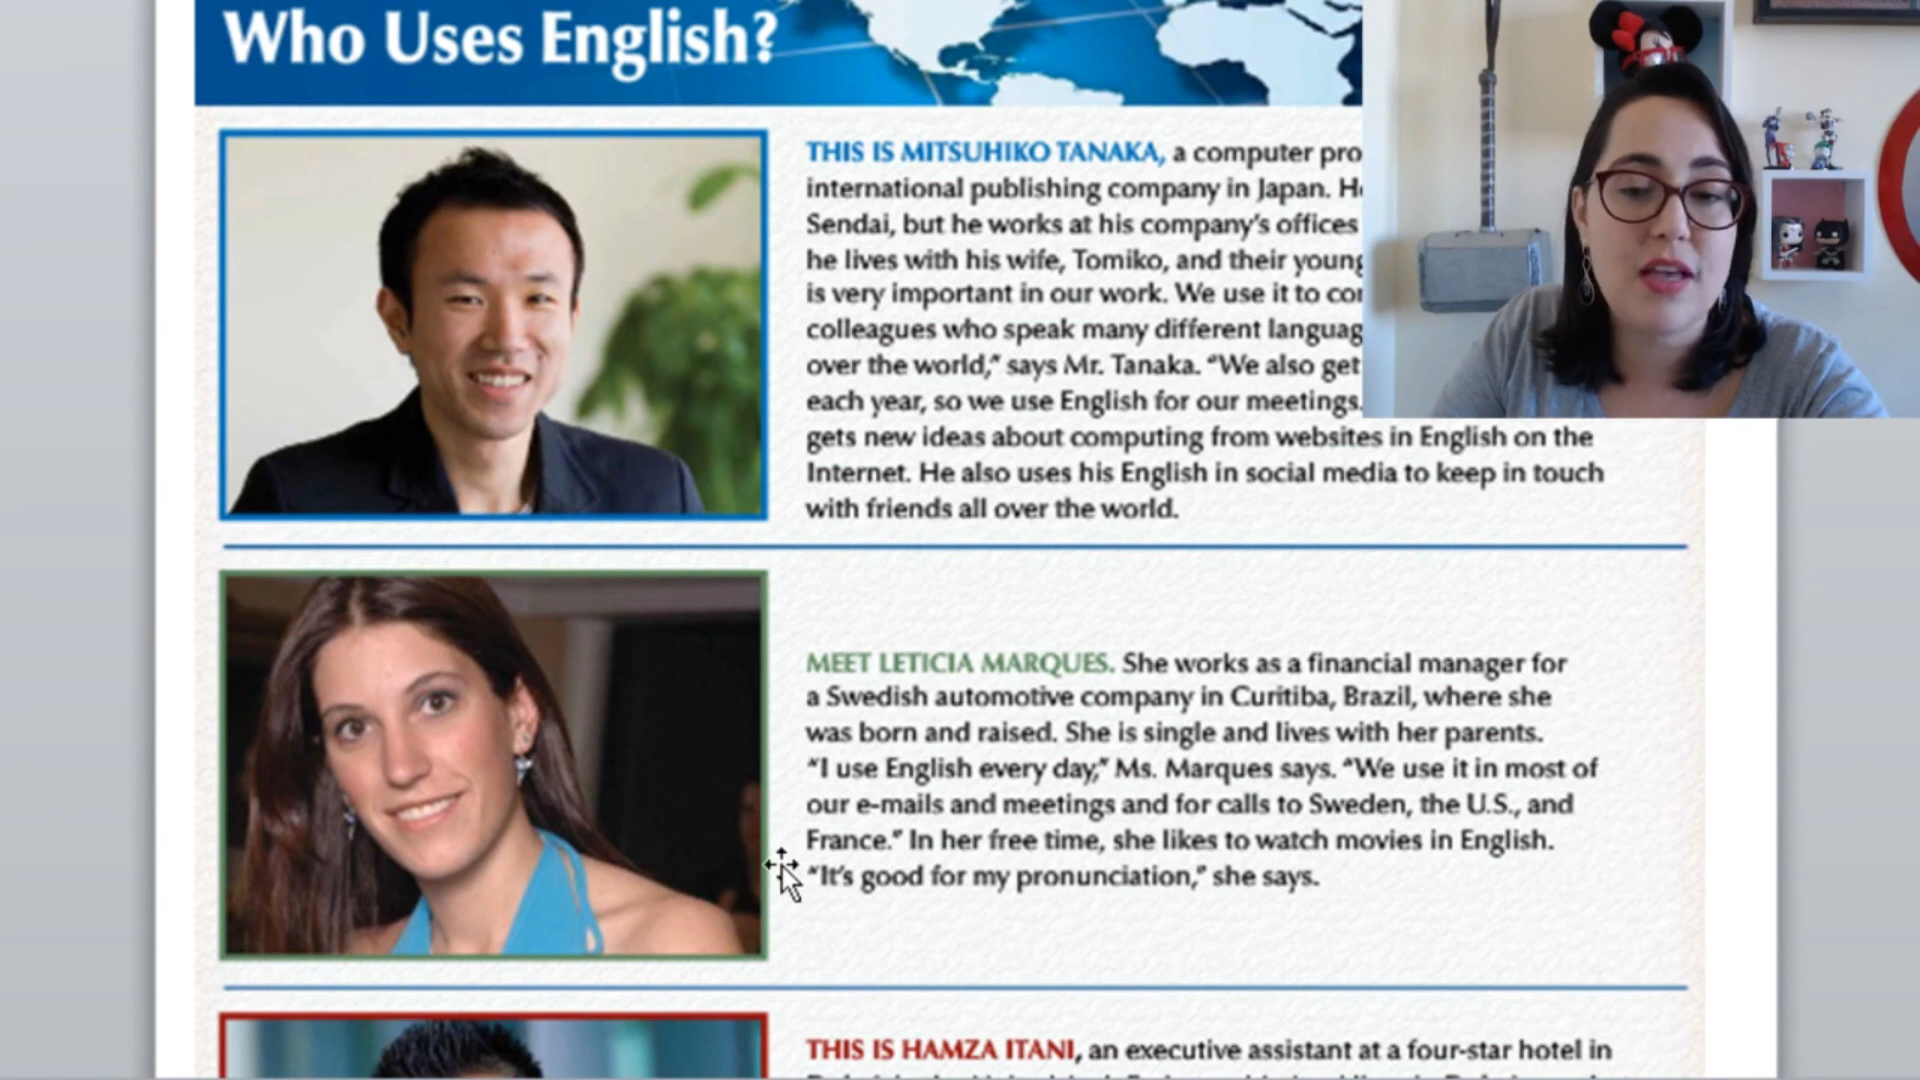 Who Uses English?
THIS IS MITSUHIKO TANAKA, a computer pro
international publishing company in Japan. He
Sendai, but he works at his company's offices
he lives with his wife, Tomiko, and their young
is very important in our work. We use it to con
colleagues who speak many different languag
over the world," says Mr. Tanaka. "We also get
each year, so we use English for our meetings.
gets new ideas about computing from websites in English on the
Internet. He also uses his English in social media to keep in touch
with friends all over the world.
MEET LETICIA MARQUES. She works as a financial manager for
a Swedish automotive company in Curitiba, Brazil, where she
was born and raised. She is single and lives with her parents.
"I use English every day," Ms. Marques says. "We use it in most of
our e-mails and meetings and for calls to Sweden, the U.S., and
France." In her free time, she likes to watch movies in English.
"It's good for my pronunciation," she says.
THIS IS HAMZA ITANI, an executive assistant at a four-star hotel in